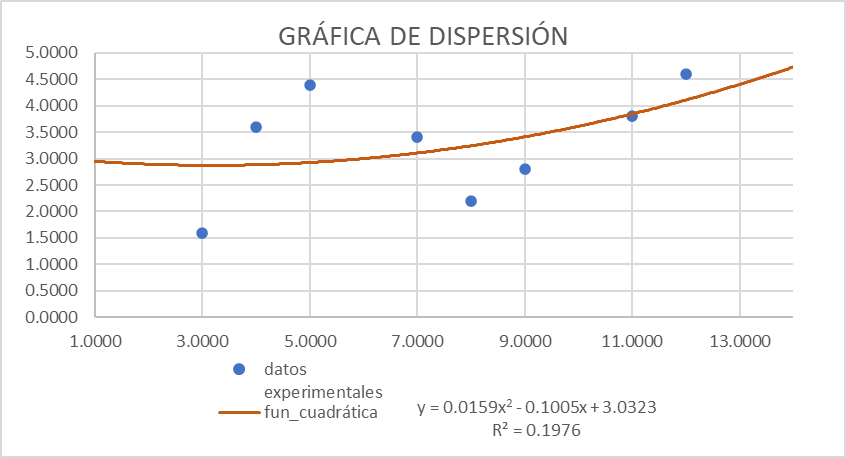 GRÁFICA DE DISPERSIÓN
5.0000
4.5000
4.0000
3.5000
3.0000
2.5000
2.0000
1.5000
1.0000
0.5000
0.0000
1.0000 3.0000 5.0000 7.0000 9.0000 11.0000 13.0000
datos
experimentales
fun_cuadrática
y = 0.0159x² - 0.1005x + 3.0323
R² = 0.1976